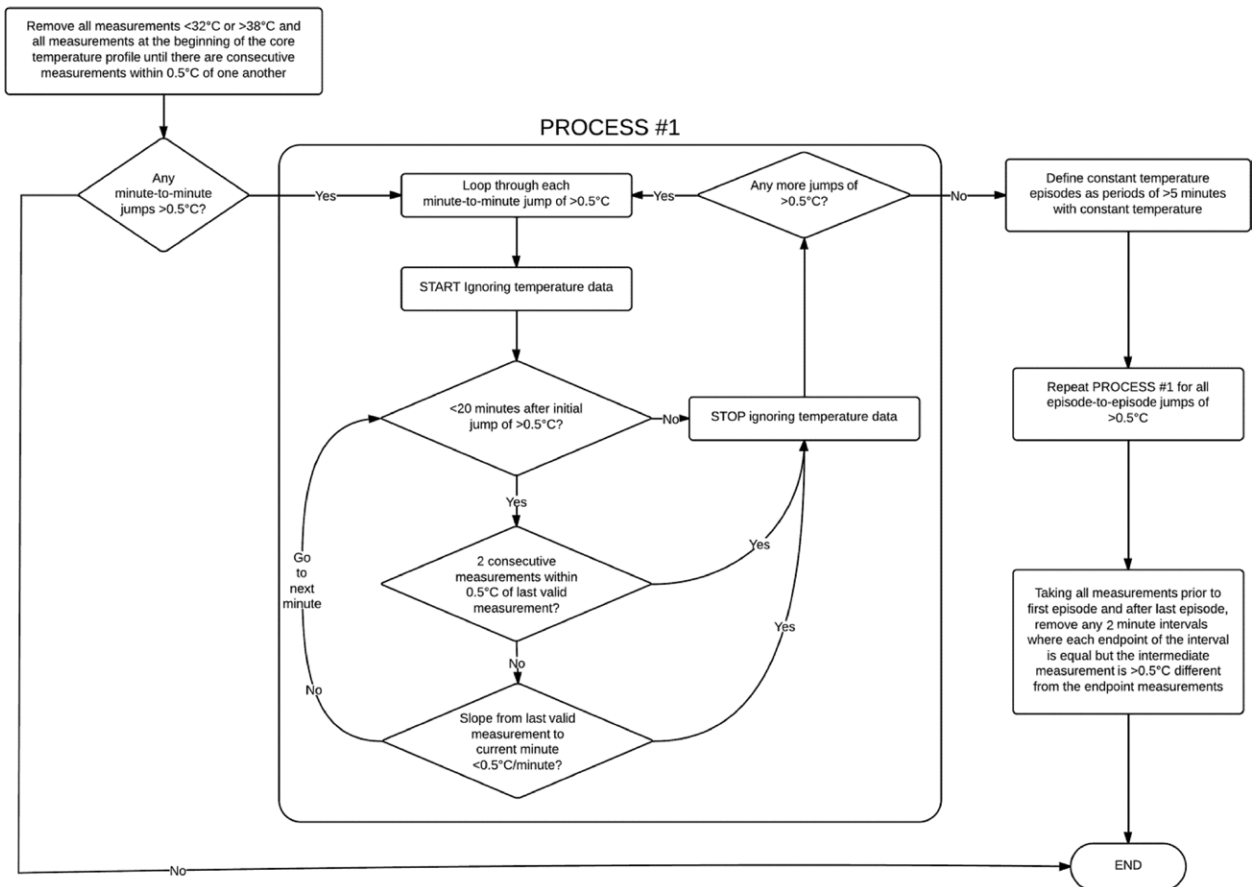 Remove all measurements <32°C or >38°C and
all measurements at the beginning of the core
temperature profile until there are consecutive
measurements within 0.5°C of one another
PROCESS #1
Any
minute-to-minute
jumps >0.5°C?
Yes
Loop through each
minute-to-minute jump of >0.5°C
Yes
Any more jumps of
>0.5°C?
No
Define constant temperature
episodes as periods of >5 minutes
with constant temperature
START Ignoring temperature data
<20 minutes after initial
jump of >0.5°C?
No
STOP ignoring temperature data
Repeat PROCESS #1 for all
episode-to-episode jumps of
>0.5°C
Yes
Go
to
next
minute
2 consecutive
measurements within
0.5°C of last valid
measurement?
Yes
Yes
Taking all measurements prior to
first episode and after last episode,
remove any 2 minute intervals
where each endpoint of the interval
is equal but the intermediate
measurement is >0.5°C different
from the endpoint measurements
No
No
Slope from last valid
measurement to
current minute
<0.5°C/minute?
No
END